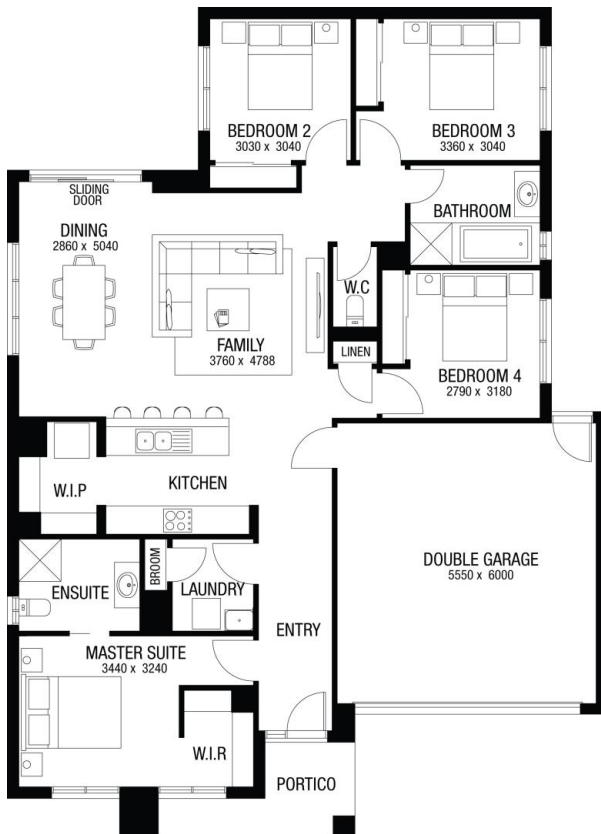 BEDROOM 2
3030 x 3040
BEDROOM 3
3360 x 3040
SLIDING
DOOR
DINING
2860 x 5040
BATHROOM
W.C
FAMILY
3760 x 4788
LINEN
BEDROOM 4
2790 x 3180
W.I.P
KITCHEN
DOUBLE GARAGE
5550 x 6000
ENSUITE
BROOM
LAUNDRY
ENTRY
MASTER SUITE
3440 x 3240
W.I.R
PORTICO